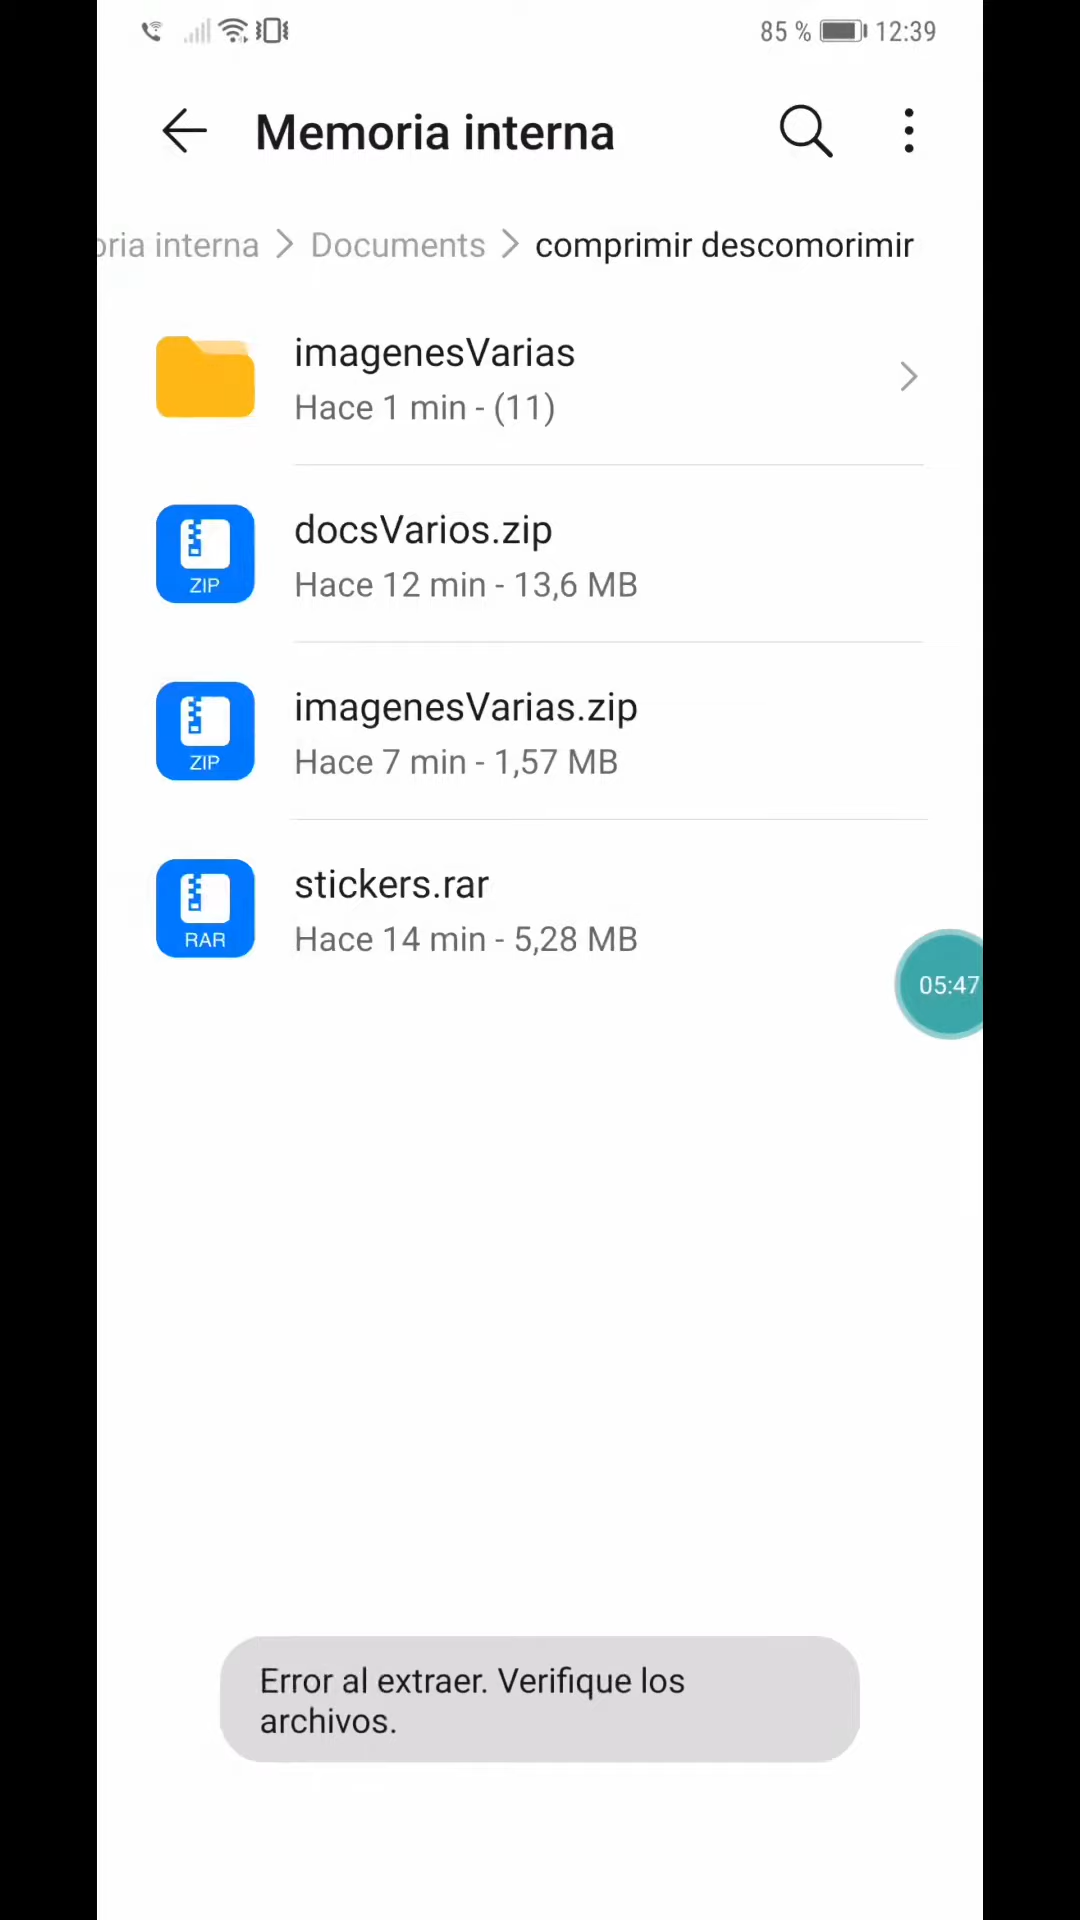 85 % 12:39
Memoria interna
oria interna > Documents > comprimir descomorimir
imagenesVarias
Hace 1 min - (11)
docsVarios.zip
ZIP
Hace 12 min - 13,6 MB
imagenesVarias.zip
ZIP
Hace 7 min - 1,57 MB
stickers.rar
RAR
Hace 14 min - 5,28 MB
05:47
Error al extraer. Verifique los
archivos.